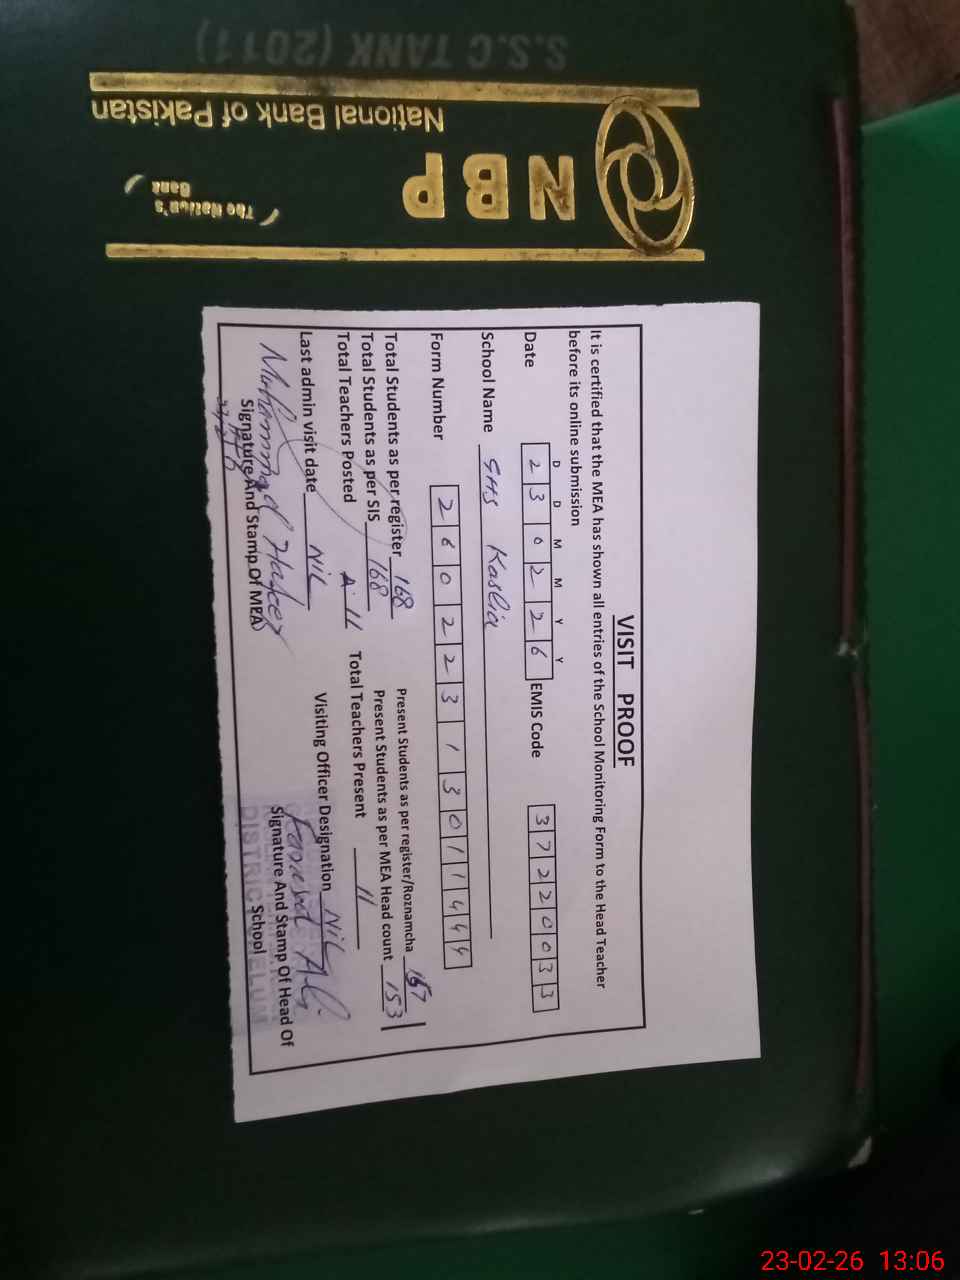 S.S.C TANK (2011)
National Bank of Pakistan
NBP
The Nation's
Bank
VISIT PROOF
It is certified that the MEA has shown all entries of the School Monitoring Form to the Head Teacher
before its online submission
D D M M Y Y
Date 2 3 0 2 2 6 EMIS Code 3 7 2 2 0 0 3 3
School Name GHS Kaslia
Form Number 2 6 0 2 2 3 1 3 0 1 1 4 4 4
Total Students as per register 168 Present Students as per register/Roznamcha 157
Total Students as per SIS 168 Present Students as per MEA Head count 153
Total Teachers Posted 11 Total Teachers Present 11
Last admin visit date Nil Visiting Officer Designation Nil
Muhammad Hafeez
Signature And Stamp Of MEA Signature And Stamp Of Head Of
School
DISTRICT JHELUM
23-02-26 13:06